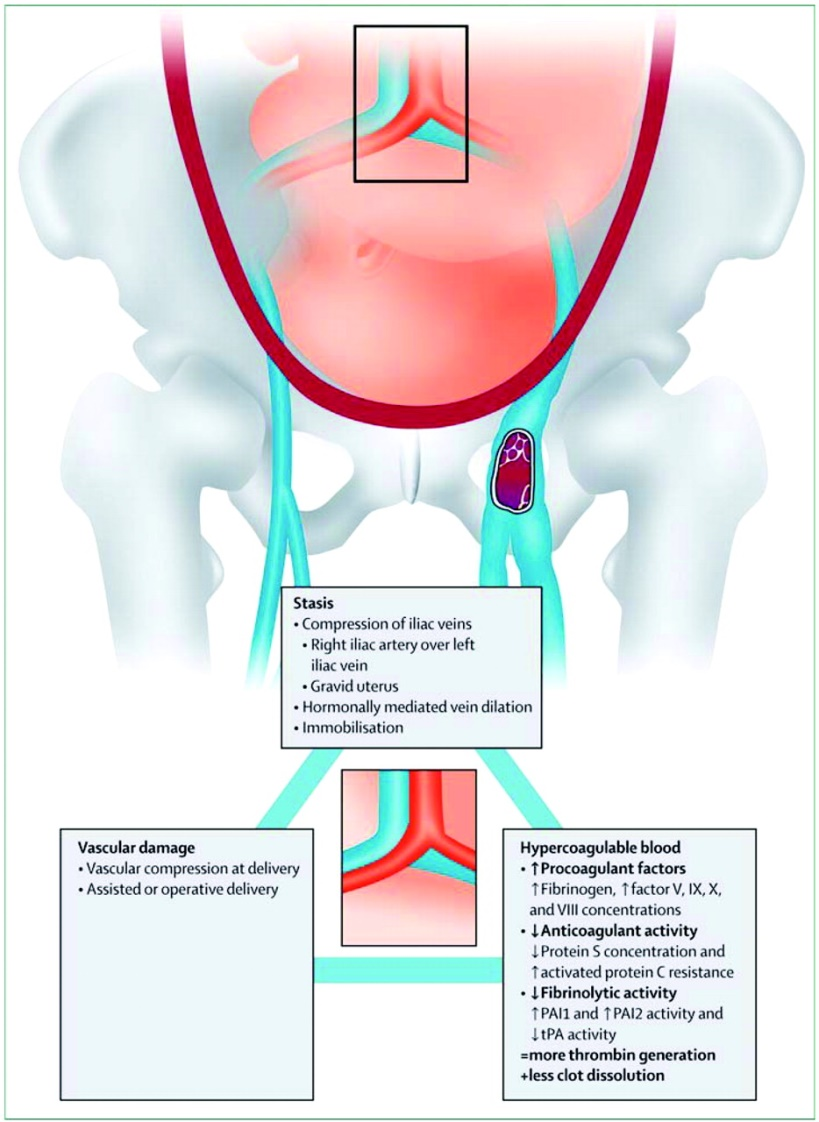 Stasis
• Compression of iliac veins
• Right iliac artery over left
iliac vein
• Gravid uterus
• Hormonally mediated vein dilation
• Immobilisation
Vascular damage
• Vascular compression at delivery
• Assisted or operative delivery
Hypercoagulable blood
• ↑Procoagulant factors
↑Fibrinogen, ↑factor V, IX, X,
and VIII concentrations
• ↓Anticoagulant activity
↓Protein S concentration and
↑activated protein C resistance
• ↓Fibrinolytic activity
↑PAI1 and ↑PAI2 activity and
↓tPA activity
=more thrombin generation
+less clot dissolution